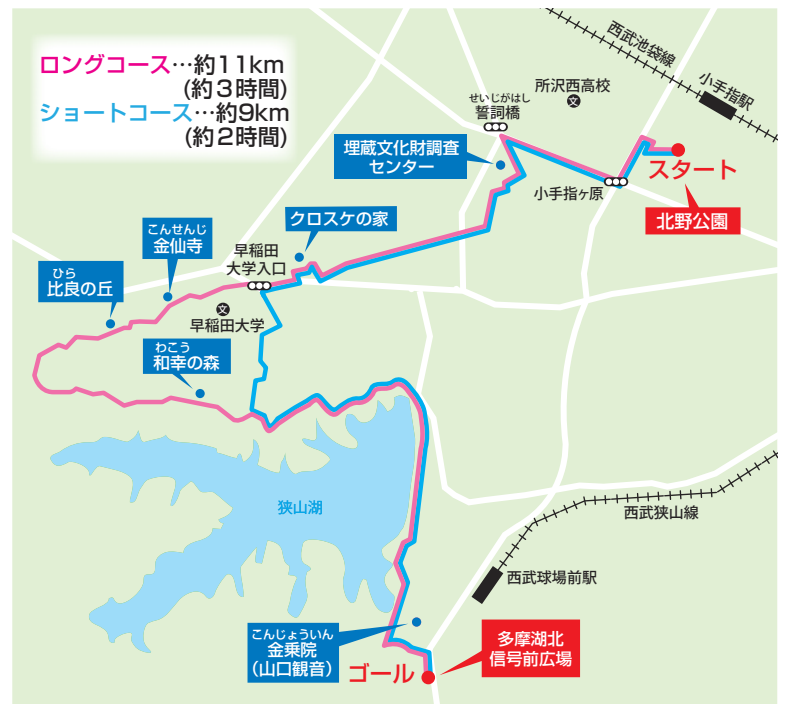 ロングコース…約11km
(約3時間)
ショートコース…約9km
(約2時間)
西武池袋線
小手指駅
所沢西高校
文
せいじがはし
誓詞橋
埋蔵文化財調査
センター
スタート
小手指ヶ原
北野公園
クロスケの家
こんせんじ
金仙寺
早稲田
大学入口
ひら
比良の丘
文
早稲田大学
わこう
和幸の森
狭山湖
西武狭山線
西武球場前駅
こんじょういん
金乗院
(山口観音)
ゴール
多摩湖北
信号前広場